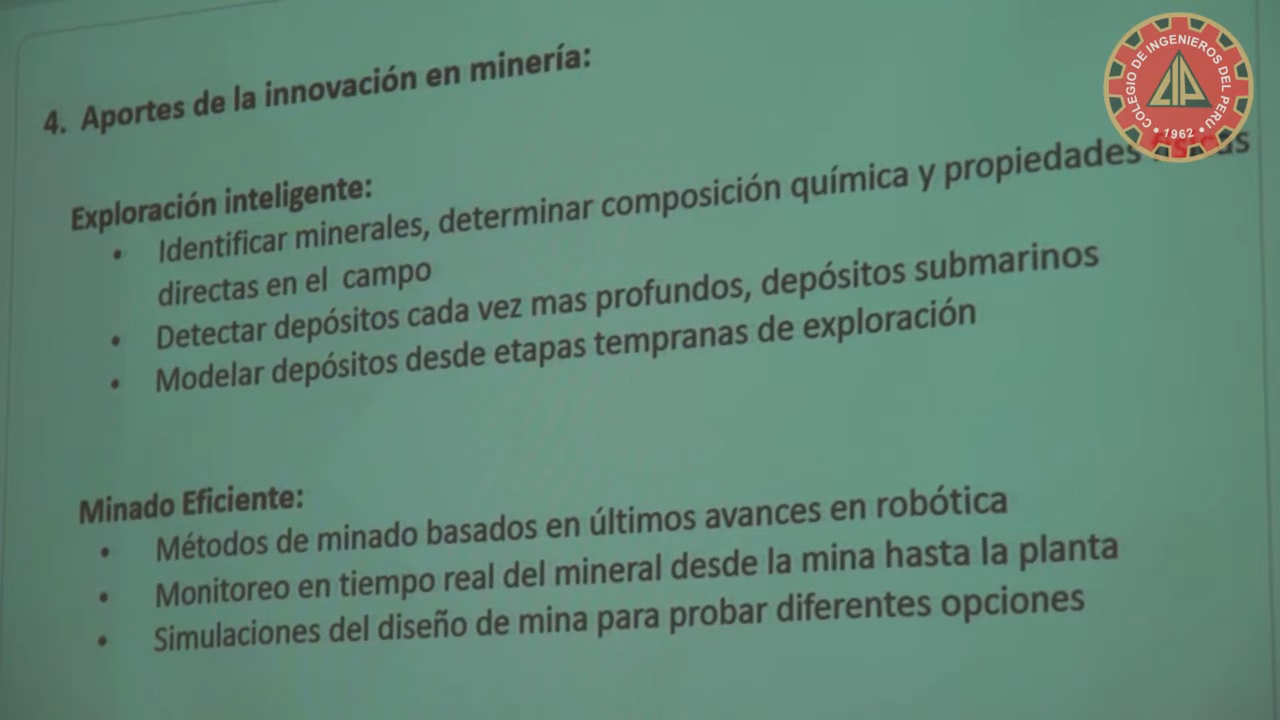 4. Aportes de la innovación en minería:
COLEGIO DE INGENIEROS DEL PERU
CIP
• 1962 •
Exploración inteligente:
• Identificar minerales, determinar composición química y propiedades
directas en el campo
• Detectar depósitos cada vez mas profundos, depósitos submarinos
• Modelar depósitos desde etapas tempranas de exploración
Minado Eficiente:
• Métodos de minado basados en últimos avances en robótica
• Monitoreo en tiempo real del mineral desde la mina hasta la planta
• Simulaciones del diseño de mina para probar diferentes opciones